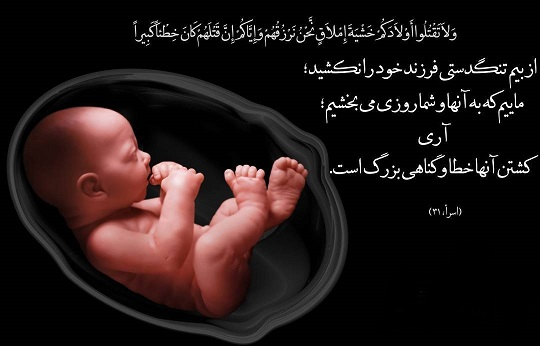 وَلَا تَقْتُلُوا أَوْلَادَكُمْ خَشْيَةَ إِمْلَاقٍ نَّحْنُ نَرْزُقُهُمْ وَإِيَّاكُمْ إِنَّ قَتْلَهُمْ كَانَ خِطْئًا كَبِيرًا
از بیم تنگدستی فرزند خود را نکشید؛
ماییم که به آنها و شما روزی می بخشیم؛
آری
کشتن آنها خطا و گناهی بزرگ است.
(اسرأ، ۳۱)